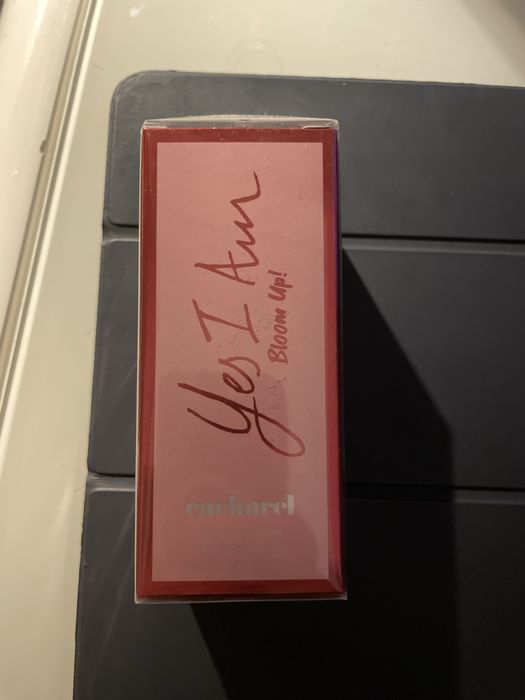 Yes I Am
Bloom Up!
cacharel